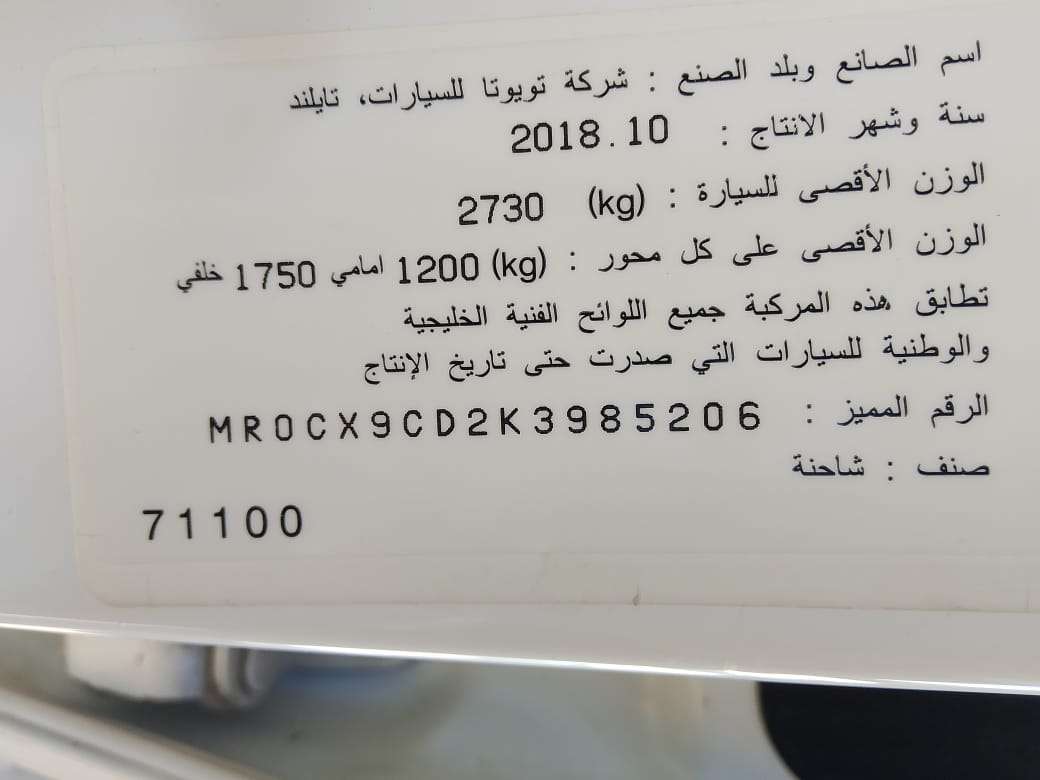 اسم الصانع وبلد الصنع : شركة تويوتا للسيارات، تايلند
سنة وشهر الانتاج : 2018.10
الوزن الأقصى للسيارة : (kg) 2730
الوزن الأقصى على كل محور : (kg) 1200 امامي 1750 خلفي
تطابق هذه المركبة جميع اللوائح الفنية الخليجية
والوطنية للسيارات التي صدرت حتى تاريخ الإنتاج
الرقم المميز : MR0CX9CD2K3985206
صنف : شاحنة
71100